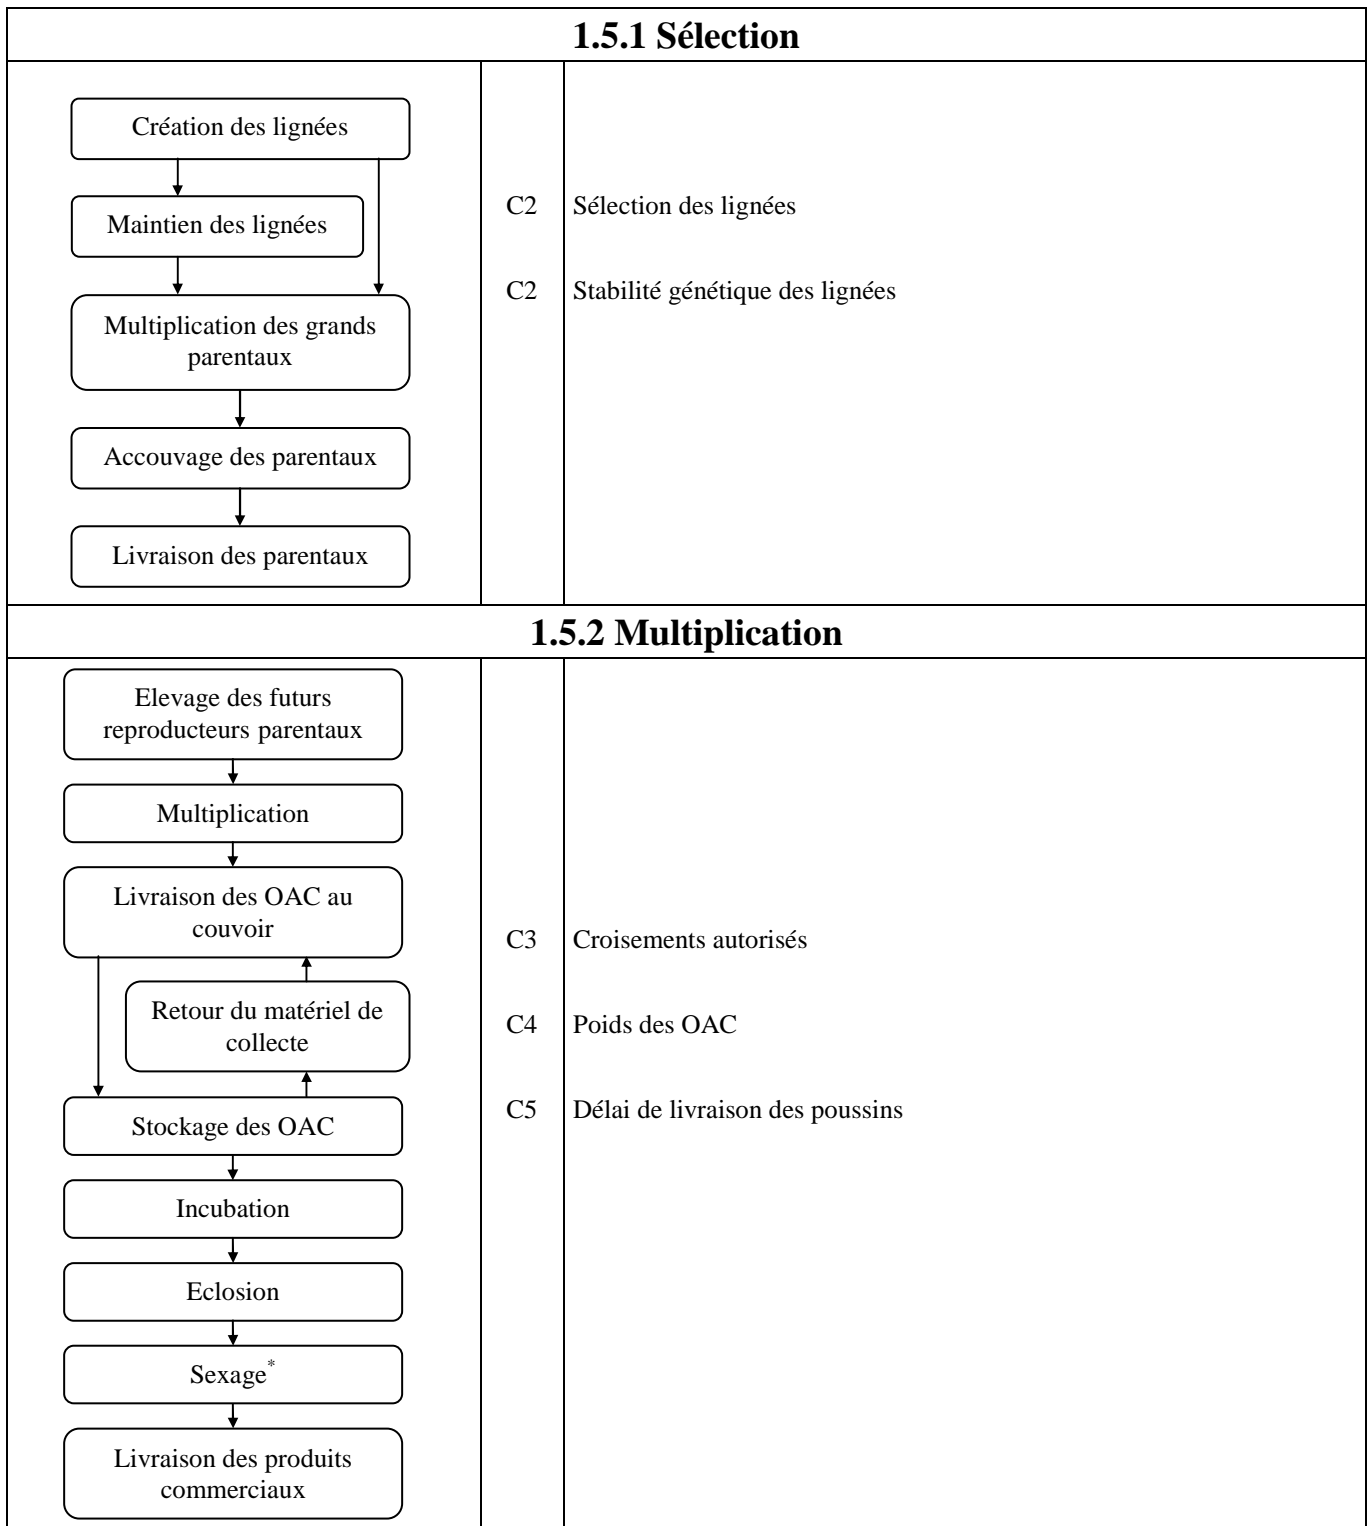 1.5.1 Sélection
Création des lignées
Maintien des lignées
C2 Sélection des lignées
C2 Stabilité génétique des lignées
Multiplication des grands
parentaux
Accouvage des parentaux
Livraison des parentaux
1.5.2 Multiplication
Elevage des futurs
reproducteurs parentaux
Multiplication
Livraison des OAC au
couvoir
C3 Croisements autorisés
Retour du matériel de
collecte
C4 Poids des OAC
Stockage des OAC
C5 Délai de livraison des poussins
Incubation
Eclosion
Sexage*
Livraison des produits
commerciaux